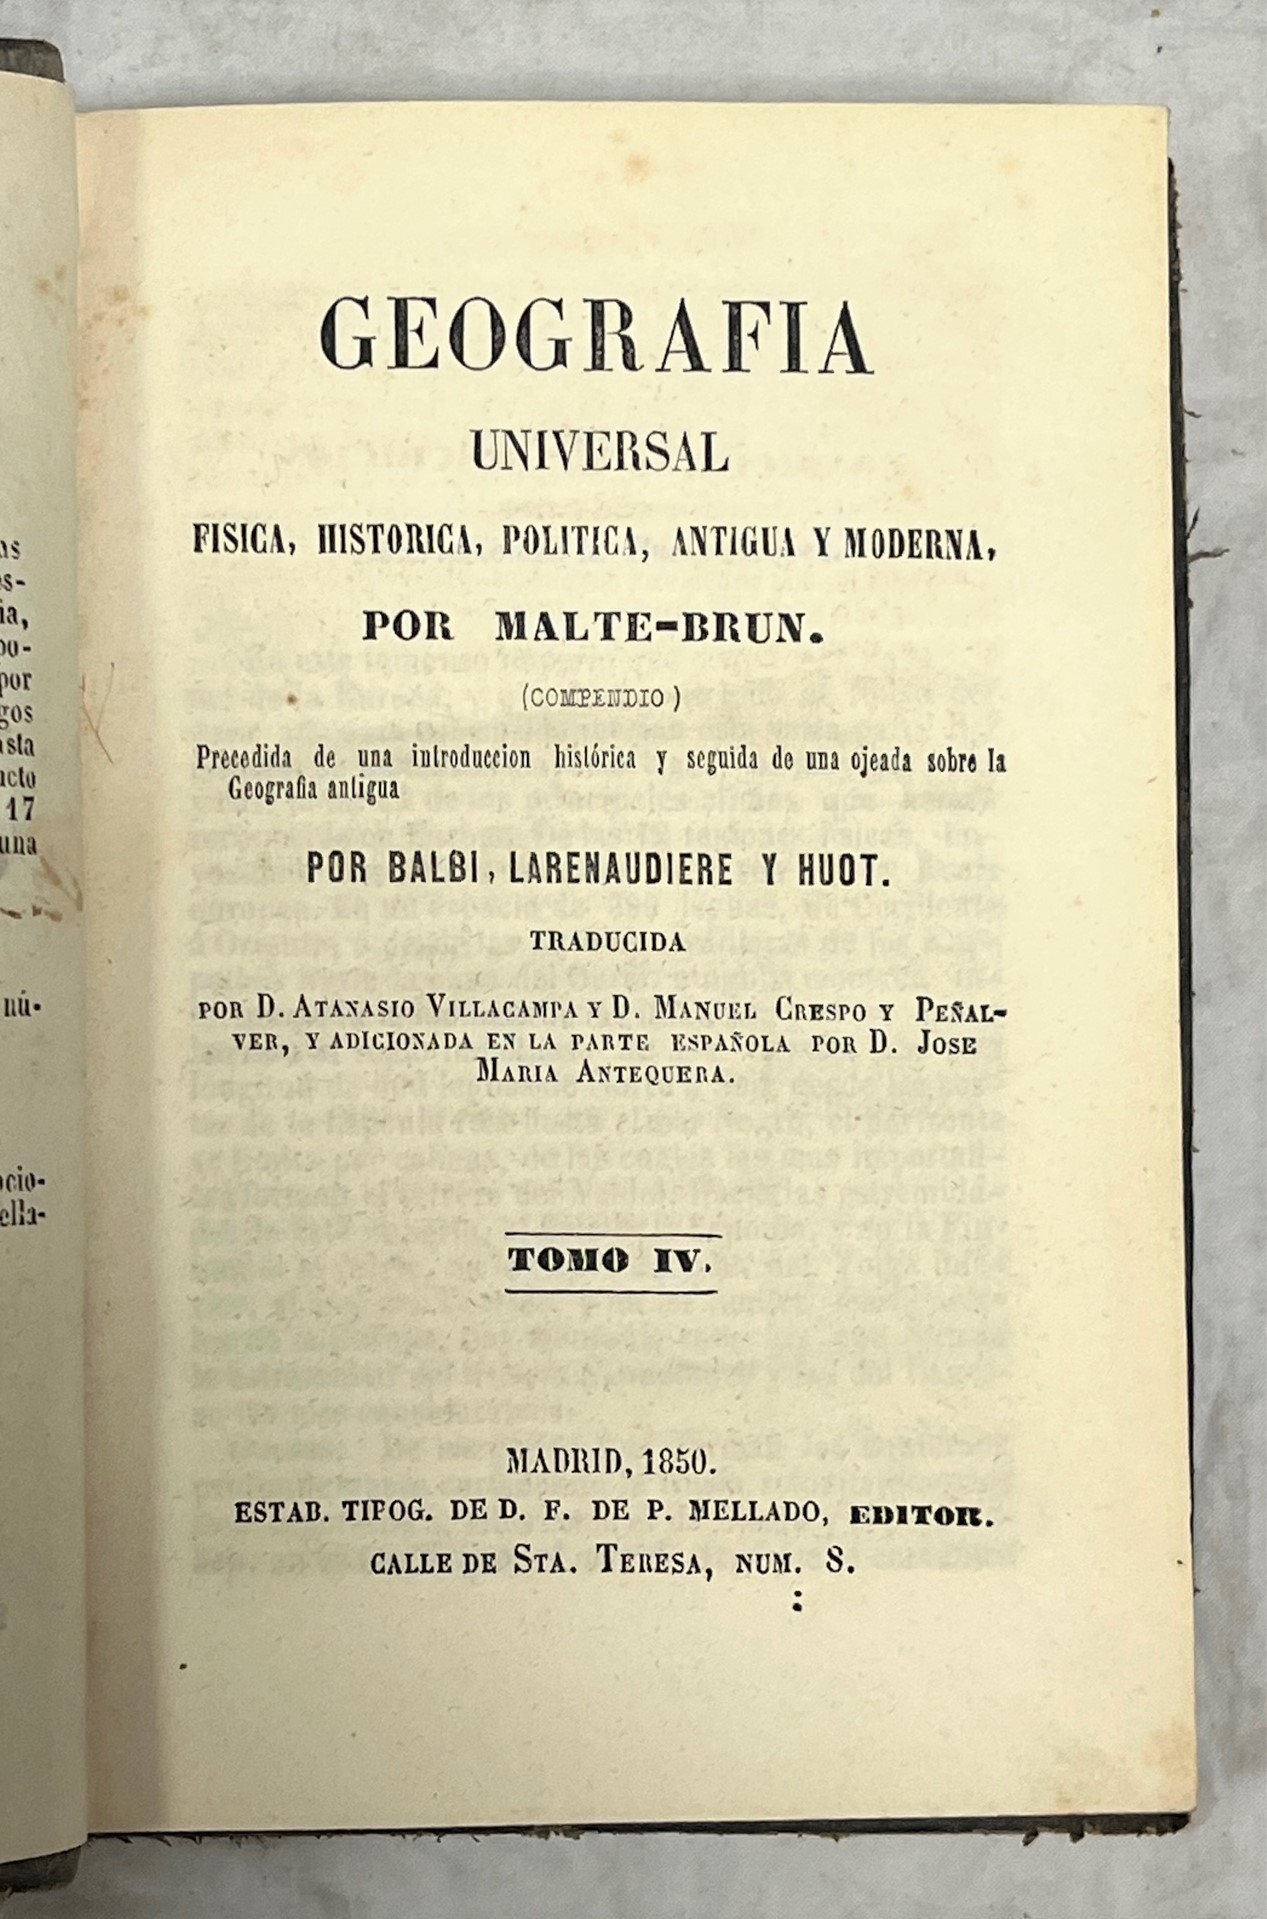 GEOGRAFIA
UNIVERSAL
FISICA, HISTORICA, POLITICA, ANTIGUA Y MODERNA,
POR MALTE-BRUN.
(COMPENDIO)
Precedida de una introduccion histórica y seguida de una ojeada sobre la
Geografia antigua
POR BALBI, LARENAUDIERE Y HUOT.
TRADUCIDA
POR D. ATANASIO VILLACAMPA Y D. MANUEL CRESPO Y PEÑAL-
VER, Y ADICIONADA EN LA PARTE ESPAÑOLA POR D. JOSE
MARIA ANTEQUERA.
TOMO IV.
MADRID, 1850.
ESTAB. TIPOG. DE D. F. DE P. MELLADO, EDITOR.
CALLE DE STA. TERESA, NUM. 8.
por
17
una